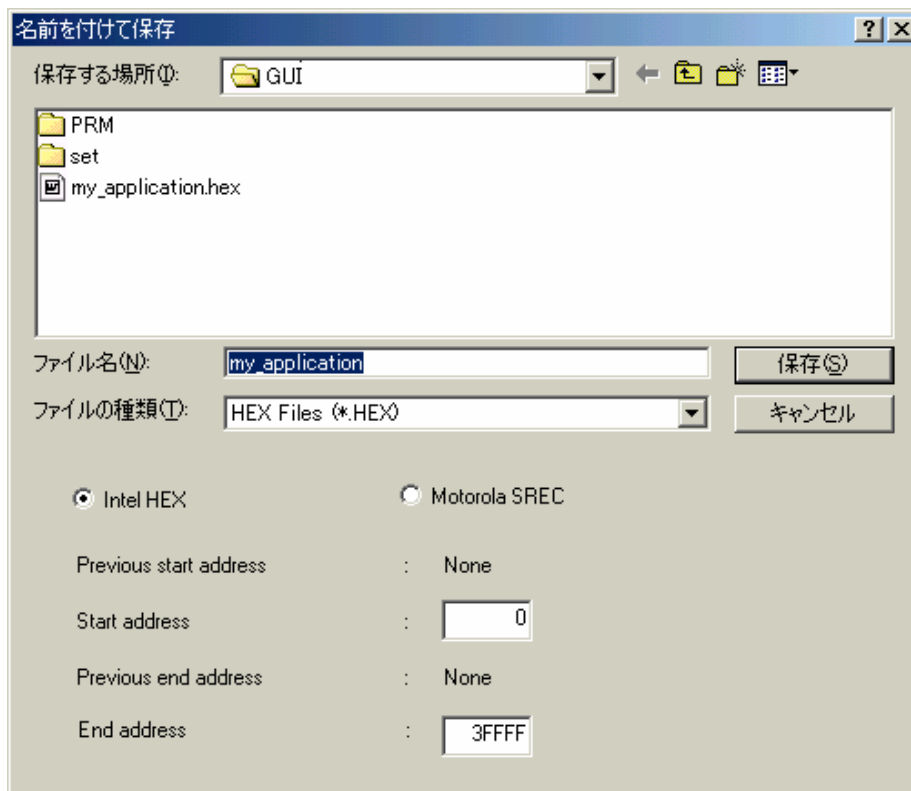 名前を付けて保存
保存する場所(I): GUI
PRM
set
my_application.hex
ファイル名(N): my_application 保存(S)
ファイルの種類(T): HEX Files (*.HEX) キャンセル
Intel HEX Motorola SREC
Previous start address : None
Start address : 0
Previous end address : None
End address : 3FFFF